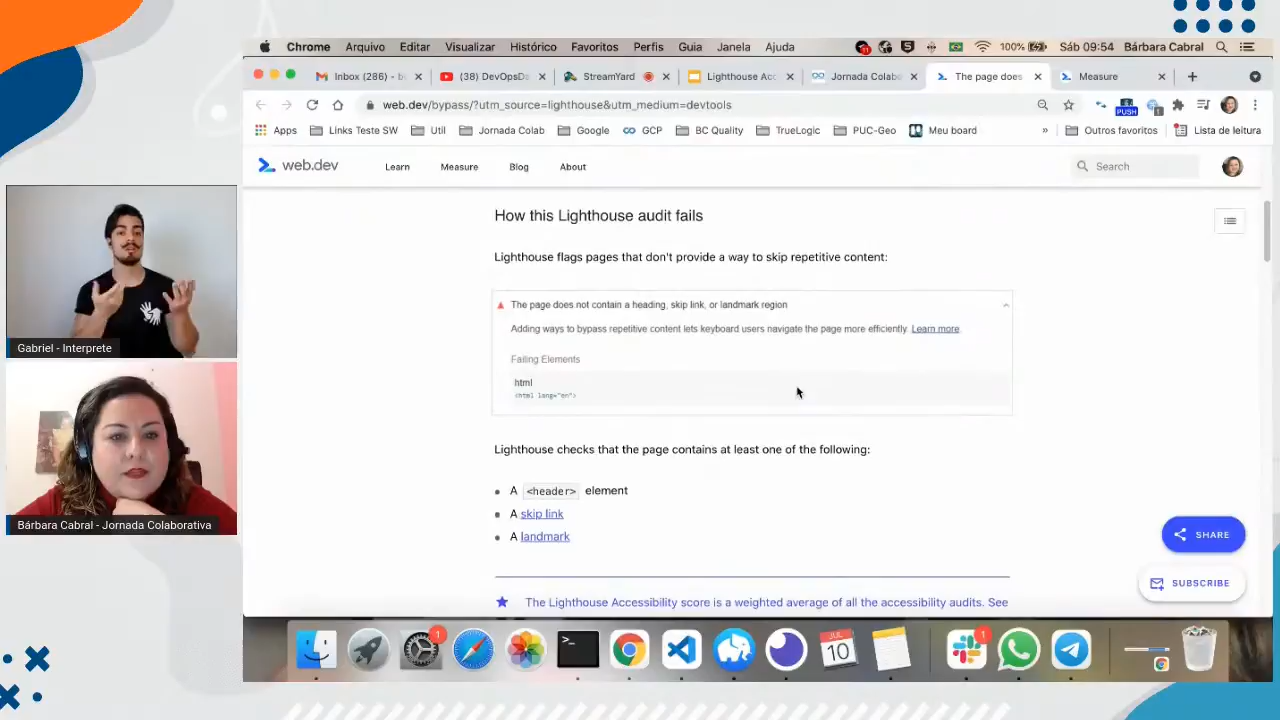 Chrome Arquivo Editar Visualizar Histórico Favoritos Perfis Guia Janela Ajuda 100% Sáb 09:54 Bárbara Cabral
Inbox (286) - b (38) DevOpsD StreamYard Lighthouse Acc Jornada Colabo The page does Measure
web.dev/bypass/?utm_source=lighthouse&utm_medium=devtools PUSH
Apps Links Teste SW Util Jornada Colab Google GCP BC Quality TrueLogic PUC-Geo Meu board » Outros favoritos Lista de leitura
web.dev Learn Measure Blog About Search
How this Lighthouse audit fails
Lighthouse flags pages that don't provide a way to skip repetitive content:
The page does not contain a heading, skip link, or landmark region
Adding ways to bypass repetitive content lets keyboard users navigate the page more efficiently. Learn more.
Failing Elements
html
<html lang="en">
Lighthouse checks that the page contains at least one of the following:
A <header> element
A skip link
A landmark
SHARE
SUBSCRIBE
The Lighthouse Accessibility score is a weighted average of all the accessibility audits. See
Gabriel - Interprete
Bárbara Cabral - Jornada Colaborativa
1
JUL
10
1